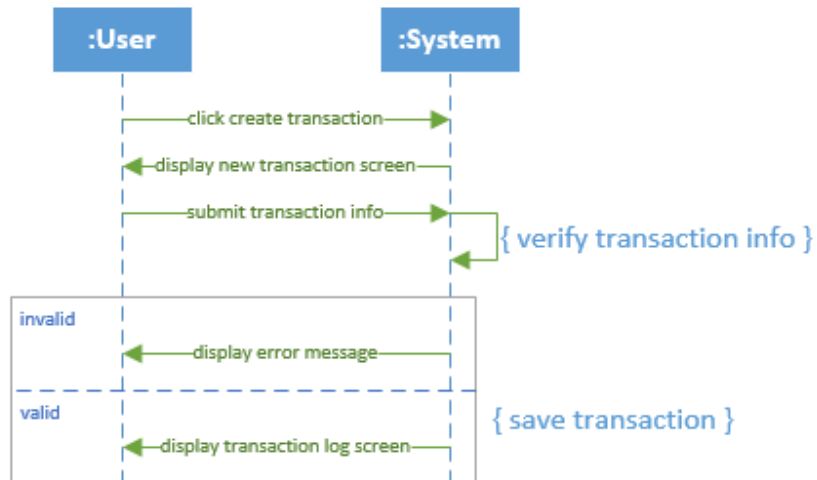 :User
:System
click create transaction
display new transaction screen
submit transaction info
{ verify transaction info }
invalid
display error message
valid
{ save transaction }
display transaction log screen